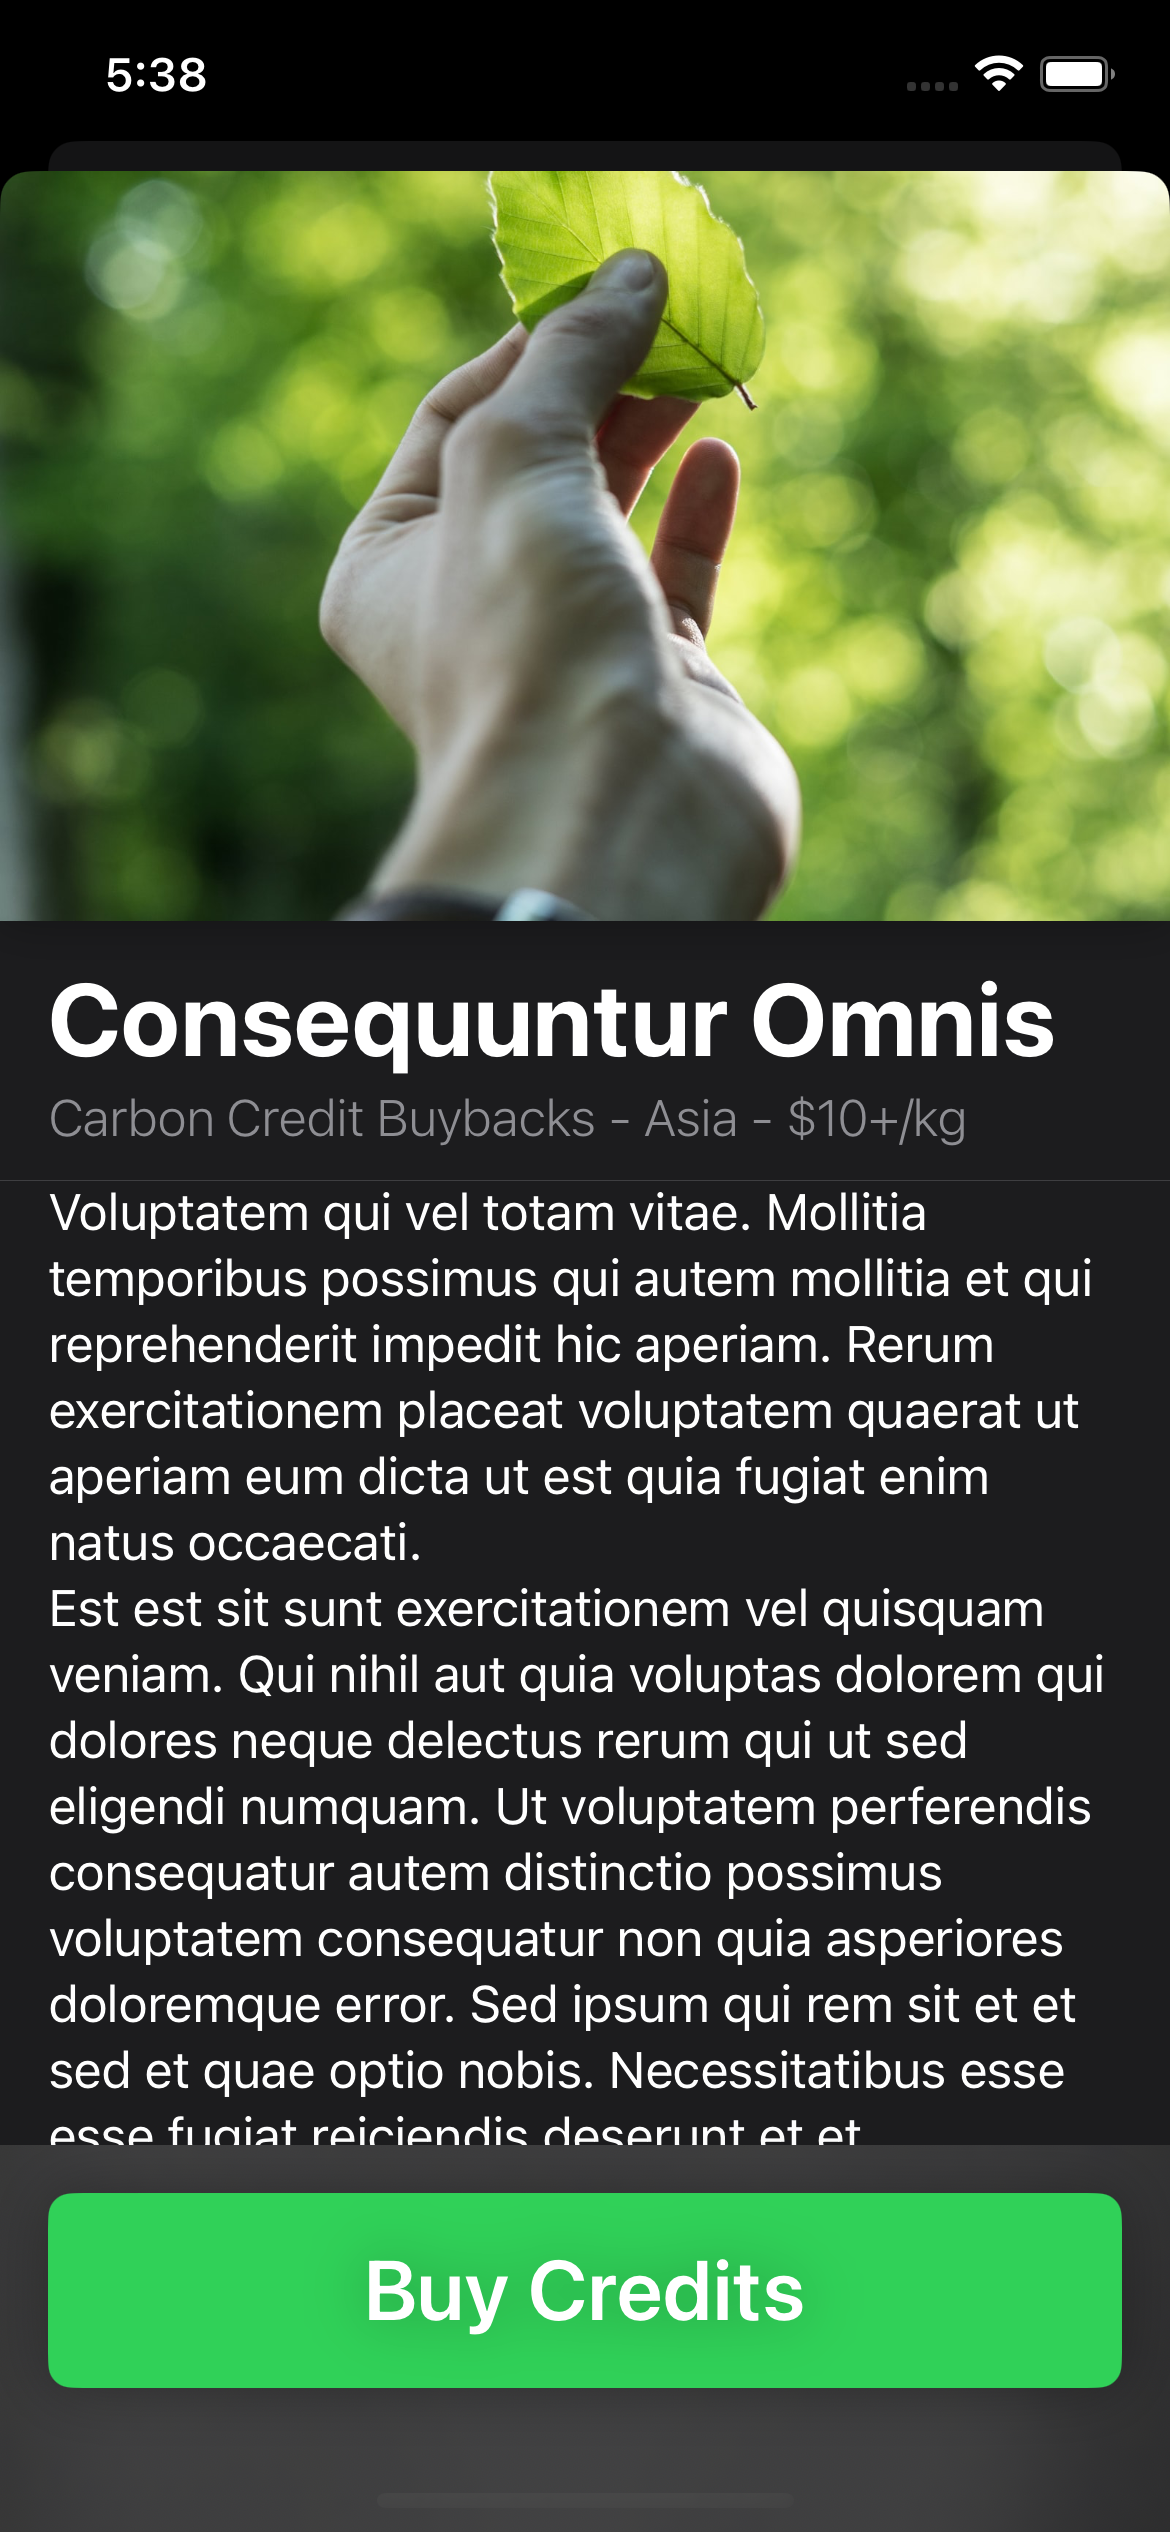 5:38
Consequuntur Omnis
Carbon Credit Buybacks - Asia - $10+/kg
Voluptatem qui vel totam vitae. Mollitia
temporibus possimus qui autem mollitia et qui
reprehenderit impedit hic aperiam. Rerum
exercitationem placeat voluptatem quaerat ut
aperiam eum dicta ut est quia fugiat enim
natus occaecati.
Est est sit sunt exercitationem vel quisquam
veniam. Qui nihil aut quia voluptas dolorem qui
dolores neque delectus rerum qui ut sed
eligendi numquam. Ut voluptatem perferendis
consequatur autem distinctio possimus
voluptatem consequatur non quia asperiores
doloremque error. Sed ipsum qui rem sit et et
sed et quae optio nobis. Necessitatibus esse
esse fugiat reiciendis deserunt et et
Buy Credits